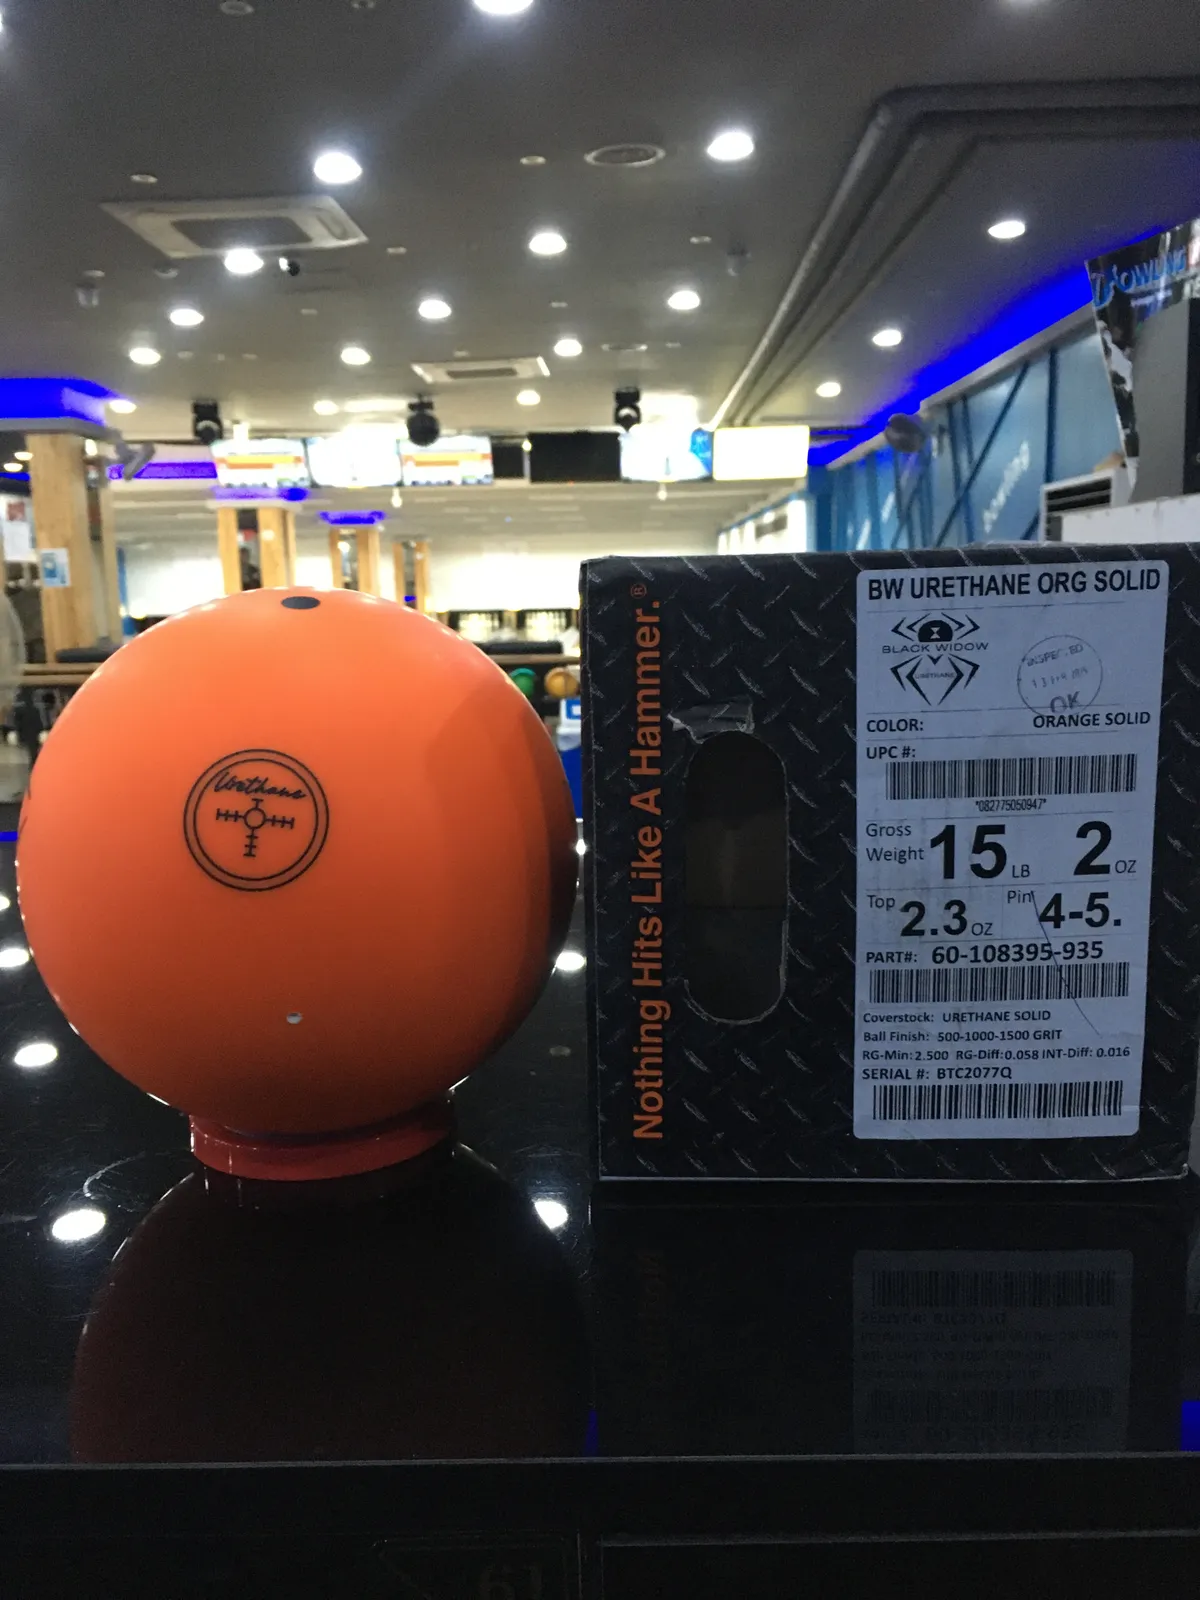 Urethane
Nothing Hits Like A Hammer.®
BW URETHANE ORG SOLID
BLACK WIDOW
URETHANE
OK
COLOR: ORANGE SOLID
UPC #:
*082775050947*
Gross Weight 15 LB 2 OZ
Top 2.3 OZ Pin 4-5.
PART#: 60-108395-935
Coverstock: URETHANE SOLID
Ball Finish: 500-1000-1500 GRIT
RG-Min: 2.500 RG-Diff: 0.058 INT-Diff: 0.016
SERIAL #: BTC2077Q
bowling